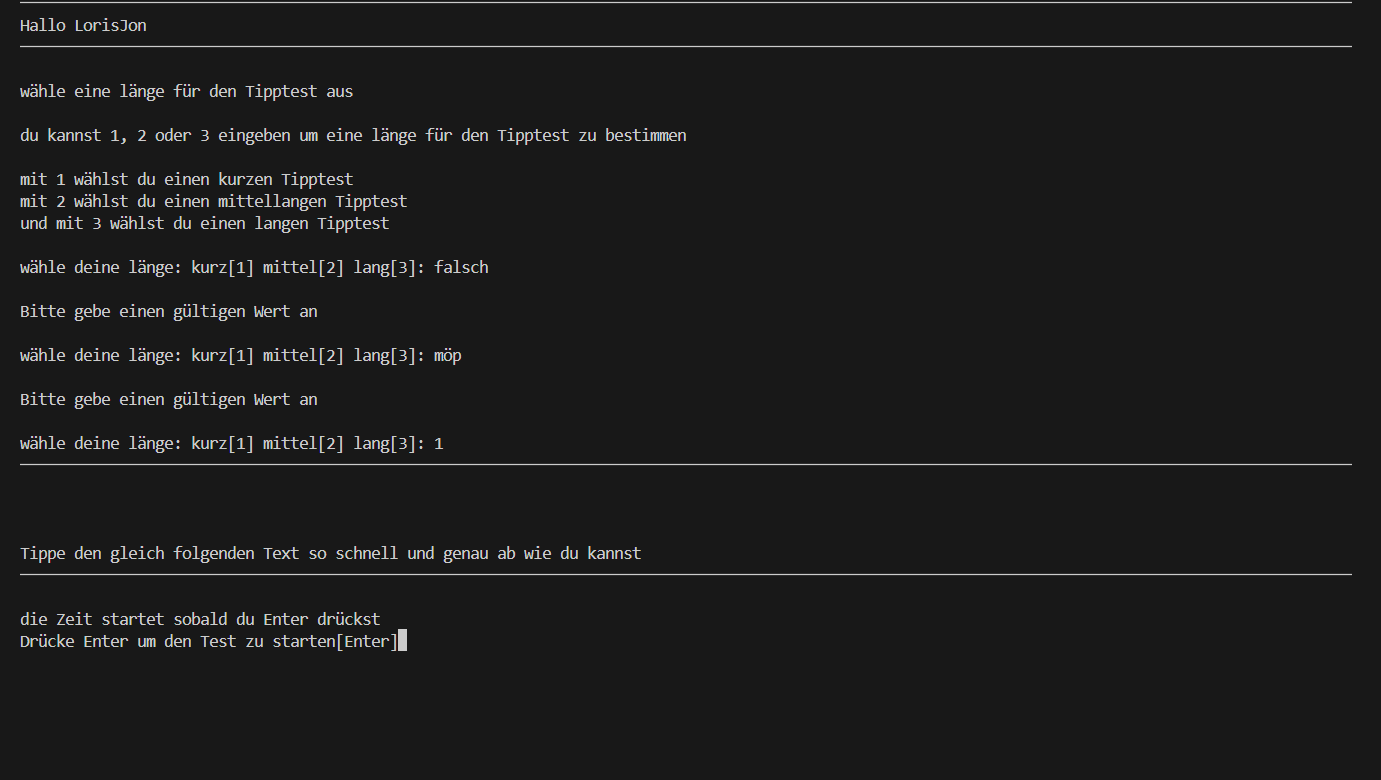 Hallo LorisJon
wähle eine länge für den Tipptest aus
du kannst 1, 2 oder 3 eingeben um eine länge für den Tipptest zu bestimmen
mit 1 wählst du einen kurzen Tipptest
mit 2 wählst du einen mittellangen Tipptest
und mit 3 wählst du einen langen Tipptest
wähle deine länge: kurz[1] mittel[2] lang[3]: falsch
Bitte gebe einen gültigen Wert an
wähle deine länge: kurz[1] mittel[2] lang[3]: möp
Bitte gebe einen gültigen Wert an
wähle deine länge: kurz[1] mittel[2] lang[3]: 1
Tippe den gleich folgenden Text so schnell und genau ab wie du kannst
die Zeit startet sobald du Enter drückst
Drücke Enter um den Test zu starten[Enter]